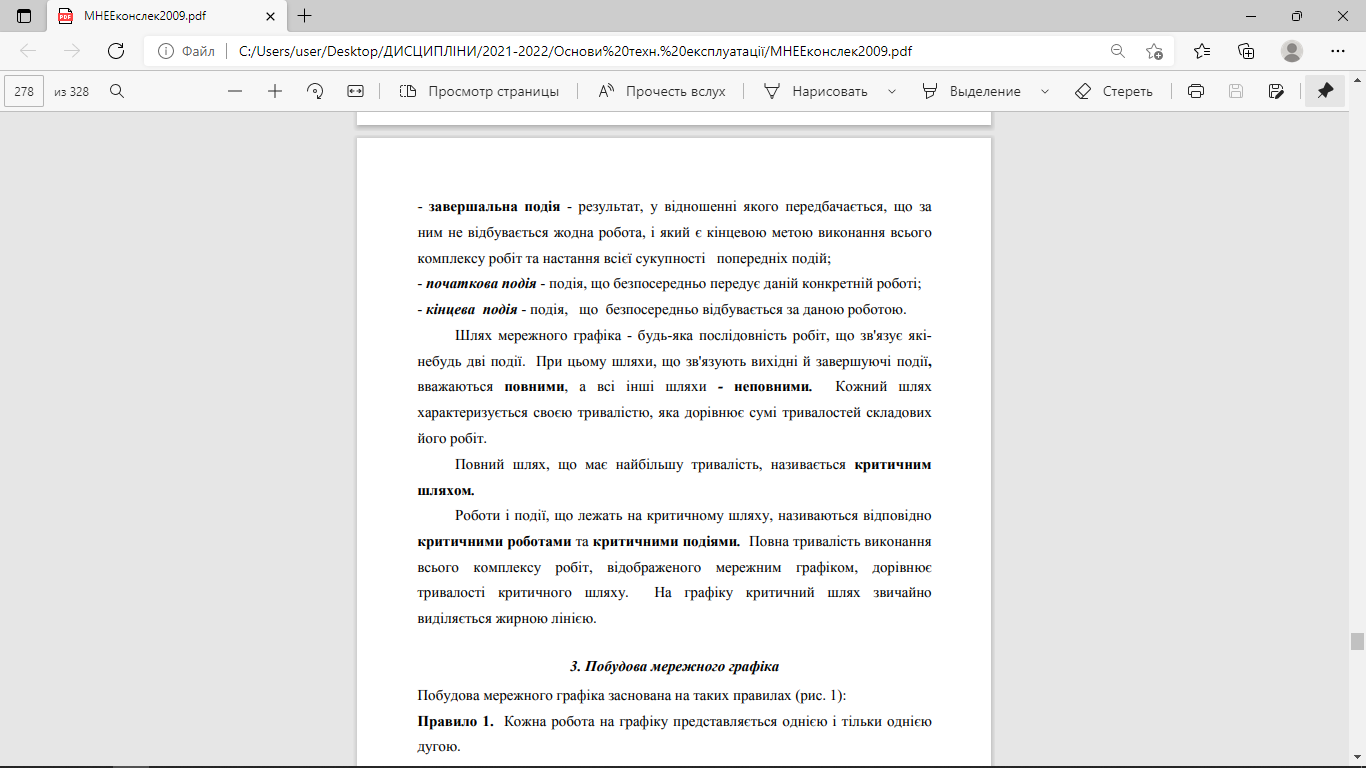 МНЕЕконслек2009.pdf
Файл C:/Users/user/Desktop/ДИСЦИПЛІНИ/2021-2022/Основи%20техн.%20експлуатації/МНЕЕконслек2009.pdf
278 из 328 Просмотр страницы Прочесть вслух Нарисовать Выделение Стереть
- завершальна подія - результат, у відношенні якого передбачається, що за
ним не відбувається жодна робота, і який є кінцевою метою виконання всього
комплексу робіт та настання всієї сукупності попередніх подій;
- початкова подія - подія, що безпосередньо передує даній конкретній роботі;
- кінцева подія - подія, що безпосередньо відбувається за даною роботою.
Шлях мережного графіка - будь-яка послідовність робіт, що зв'язує які-
небудь дві події. При цьому шляхи, що зв'язують вихідні й завершуючі події,
вважаються повними, а всі інші шляхи - неповними. Кожний шлях
характеризується своєю тривалістю, яка дорівнює сумі тривалостей складових
його робіт.
Повний шлях, що має найбільшу тривалість, називається критичним
шляхом.
Роботи і події, що лежать на критичному шляху, називаються відповідно
критичними роботами та критичними подіями. Повна тривалість виконання
всього комплексу робіт, відображеного мережним графіком, дорівнює
тривалості критичного шляху. На графіку критичний шлях звичайно
виділяється жирною лінією.
3. Побудова мережного графіка
Побудова мережного графіка заснована на таких правилах (рис. 1):
Правило 1. Кожна робота на графіку представляється однією і тільки однією
дугою.